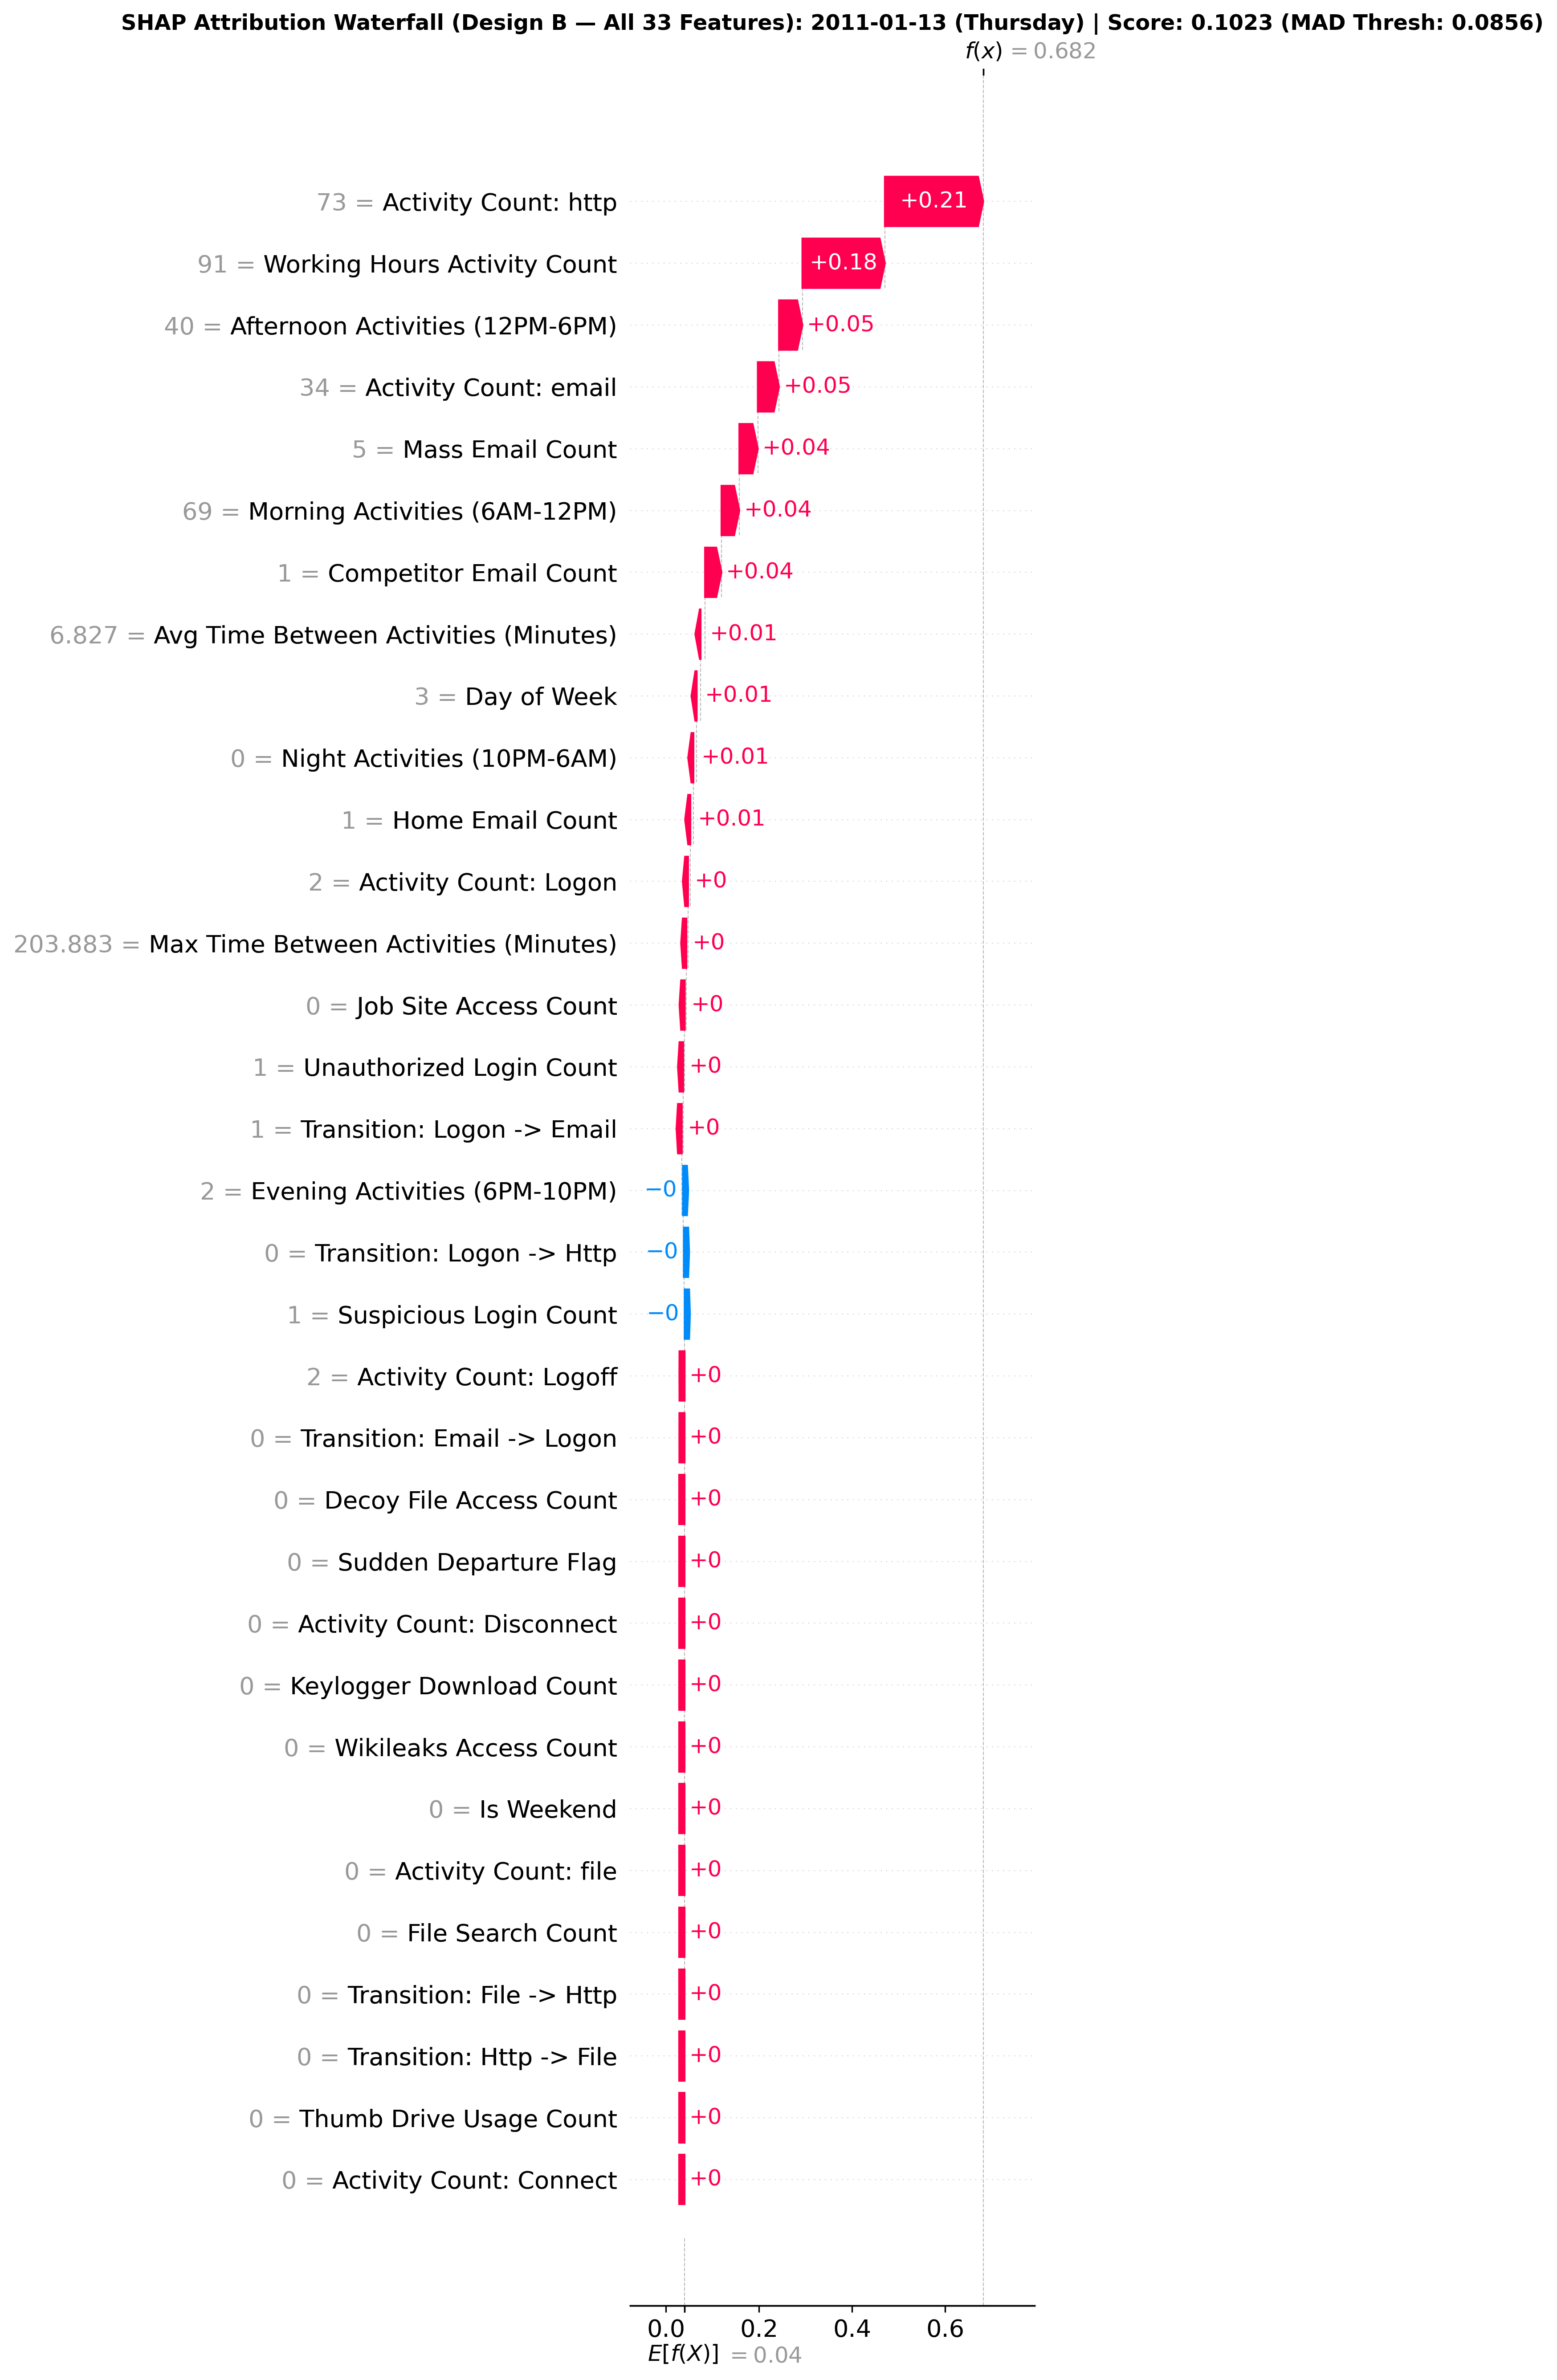 SHAP Attribution Waterfall (Design B — All 33 Features): 2011-01-13 (Thursday) | Score: 0.1023 (MAD Thresh: 0.0856)
f(x) = 0.682
73 = Activity Count: http +0.21
91 = Working Hours Activity Count +0.18
40 = Afternoon Activities (12PM-6PM) +0.05
34 = Activity Count: email +0.05
5 = Mass Email Count +0.04
69 = Morning Activities (6AM-12PM) +0.04
1 = Competitor Email Count +0.04
6.827 = Avg Time Between Activities (Minutes) +0.01
3 = Day of Week +0.01
0 = Night Activities (10PM-6AM) +0.01
1 = Home Email Count +0.01
2 = Activity Count: Logon +0
203.883 = Max Time Between Activities (Minutes) +0
0 = Job Site Access Count +0
1 = Unauthorized Login Count +0
1 = Transition: Logon -> Email +0
2 = Evening Activities (6PM-10PM) −0
0 = Transition: Logon -> Http −0
1 = Suspicious Login Count −0
2 = Activity Count: Logoff +0
0 = Transition: Email -> Logon +0
0 = Decoy File Access Count +0
0 = Sudden Departure Flag +0
0 = Activity Count: Disconnect +0
0 = Keylogger Download Count +0
0 = Wikileaks Access Count +0
0 = Is Weekend +0
0 = Activity Count: file +0
0 = File Search Count +0
0 = Transition: File -> Http +0
0 = Transition: Http -> File +0
0 = Thumb Drive Usage Count +0
0 = Activity Count: Connect +0
0.0 0.2 0.4 0.6
E[f(X)] = 0.04